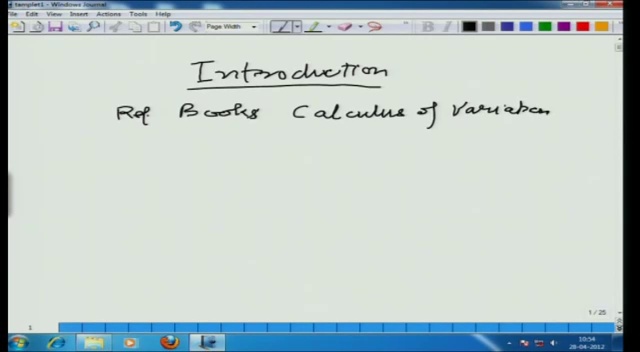 templet1 - Windows Journal
File Edit View Insert Actions Tools Help
Page Width
Introduction
Ref. Books Calculus of Variation
1 / 25
1
10:54
28-04-2012